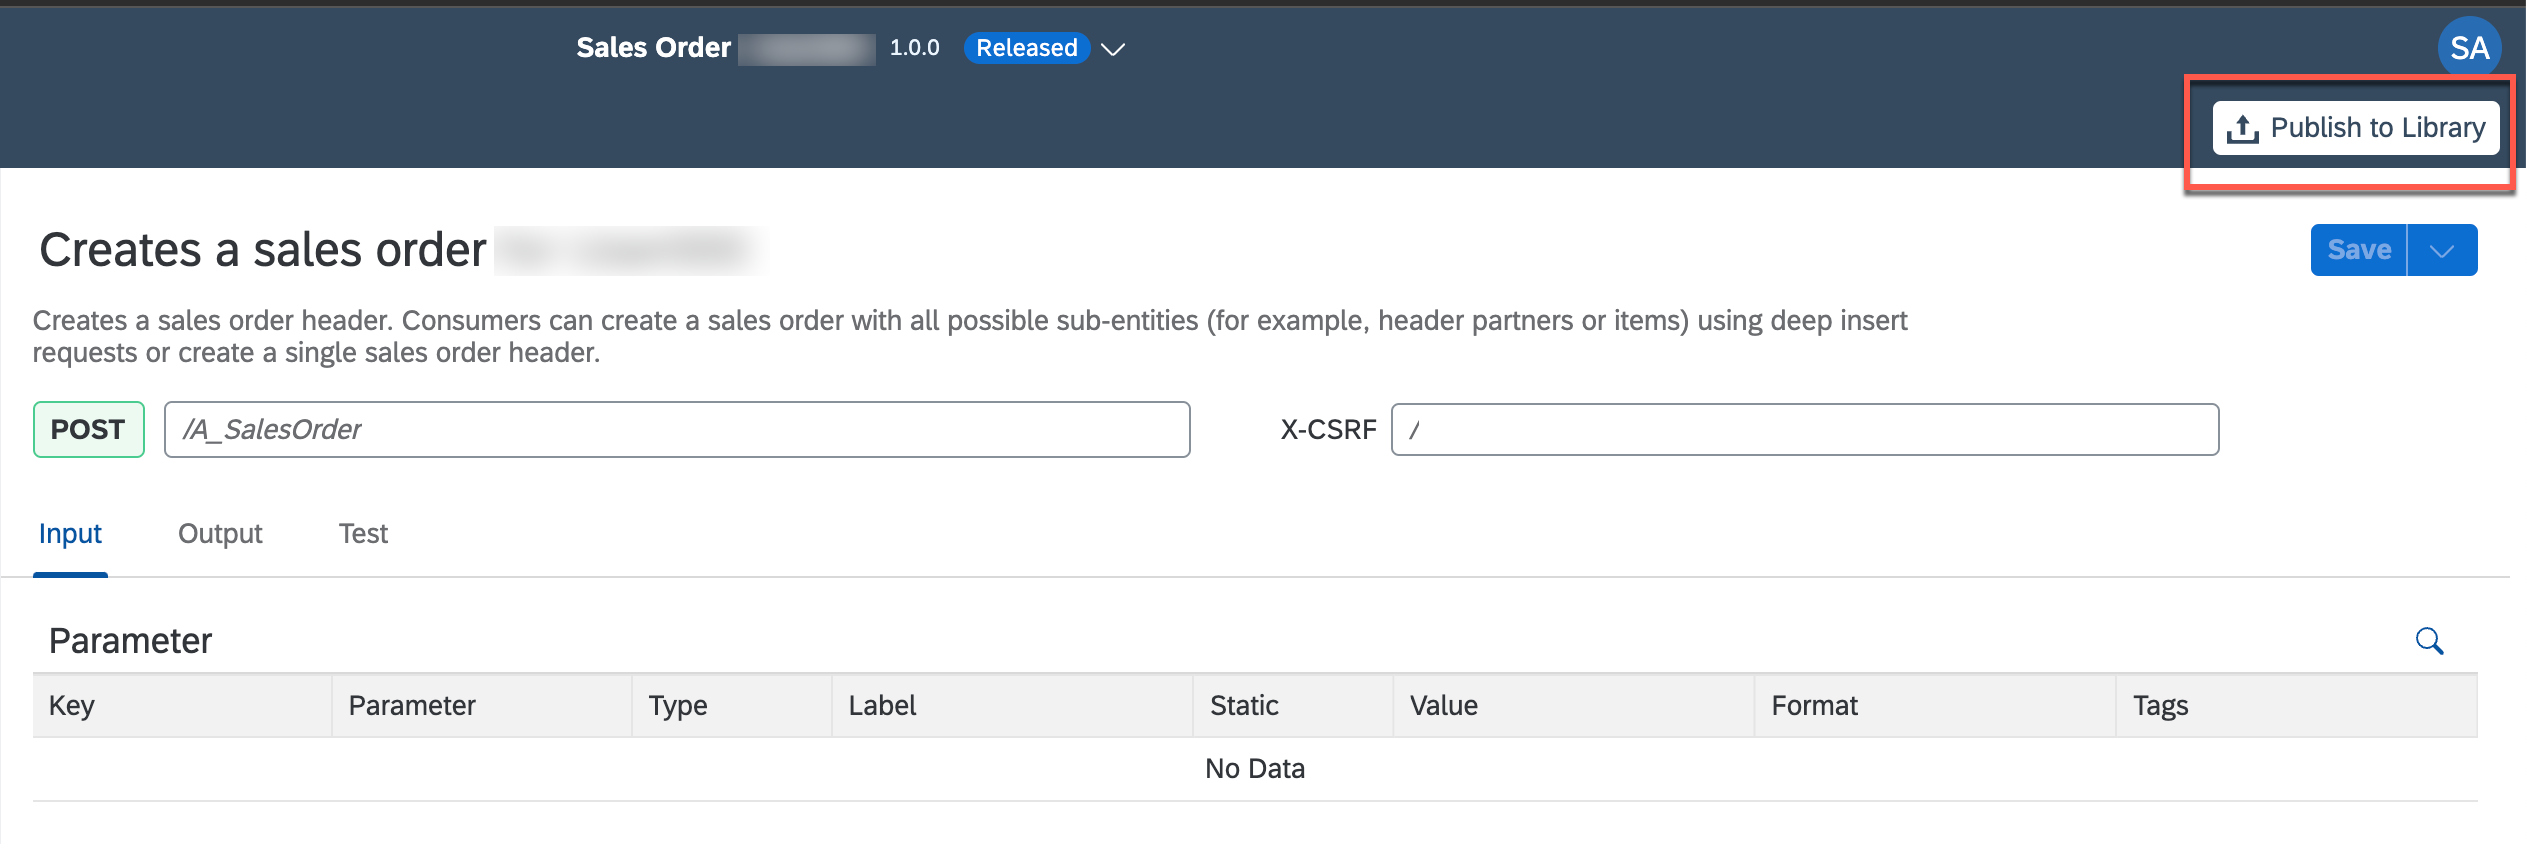 Sales Order 1.0.0 Released
SA
Publish to Library
Creates a sales order
Save
Creates a sales order header. Consumers can create a sales order with all possible sub-entities (for example, header partners or items) using deep insert
requests or create a single sales order header.
POST /A_SalesOrder X-CSRF /
Input Output Test
Parameter
Key Parameter Type Label Static Value Format Tags
No Data